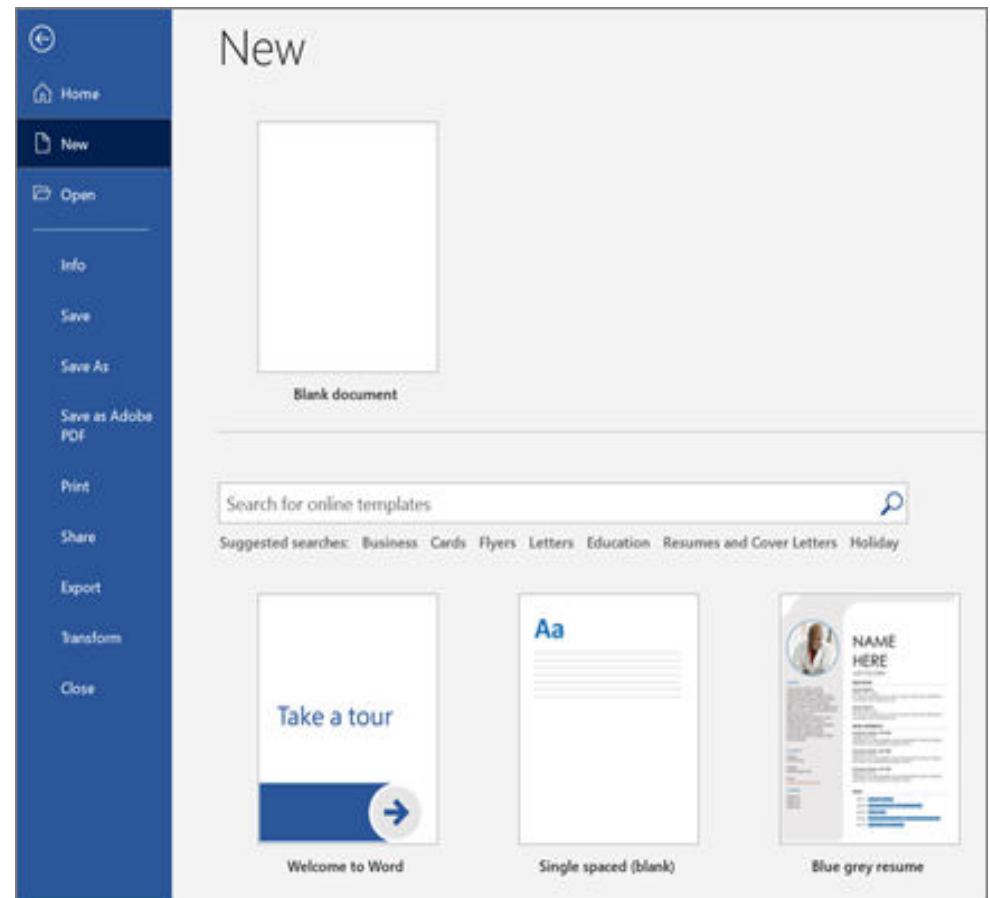 New
Home
New
Open
Info
Save
Save As
Save as Adobe
PDF
Print
Share
Export
Transform
Close
Blank document
Search for online templates
Suggested searches: Business Cards Flyers Letters Education Resumes and Cover Letters Holiday
Take a tour
Aa
NAME
HERE
Welcome to Word
Single spaced (blank)
Blue grey resume